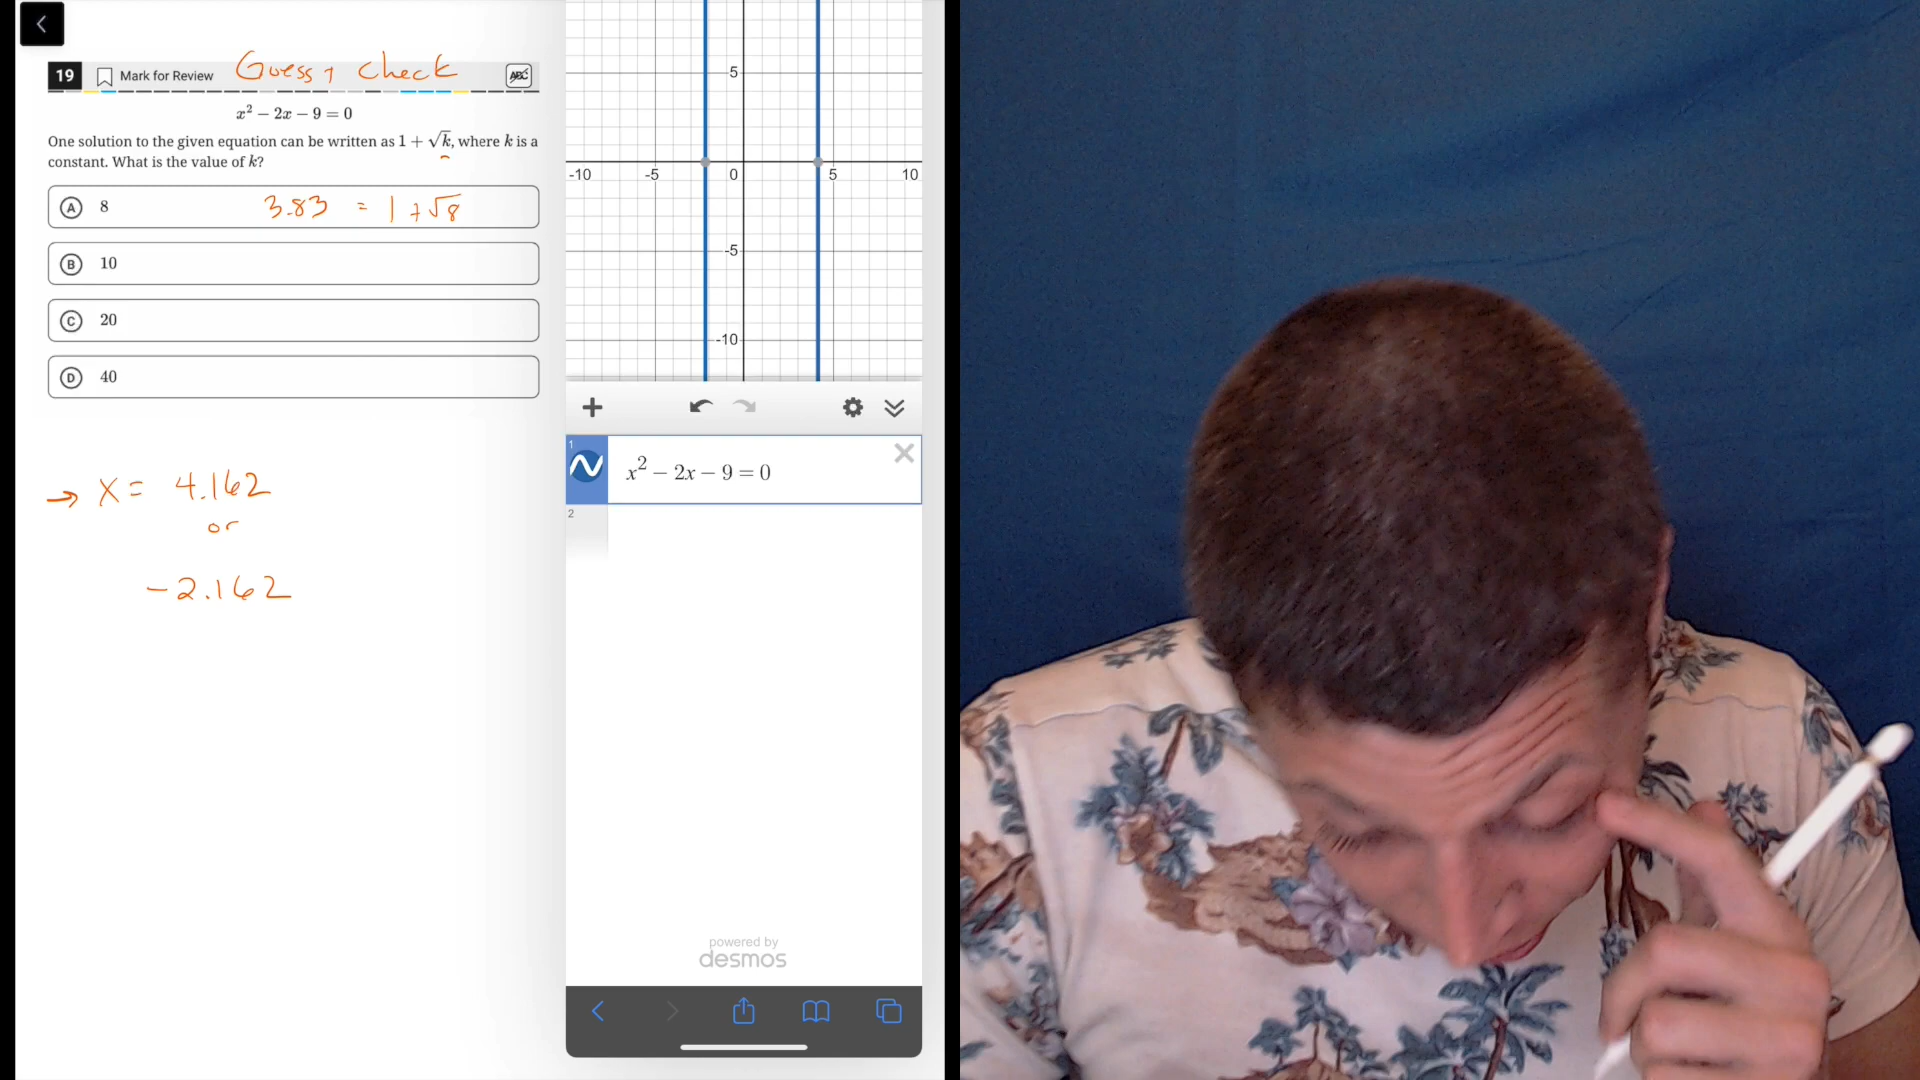 19 Mark for Review Guess + Check ABC
x² − 2x − 9 = 0
One solution to the given equation can be written as 1 + √k, where k is a
constant. What is the value of k?
A 8 3.83 = 1 + √8
B 10
C 20
D 40
→ x = 4.162
or
−2.162
5
-10 -5 0 5 10
-5
-10
1
x² − 2x − 9 = 0
2
powered by
desmos